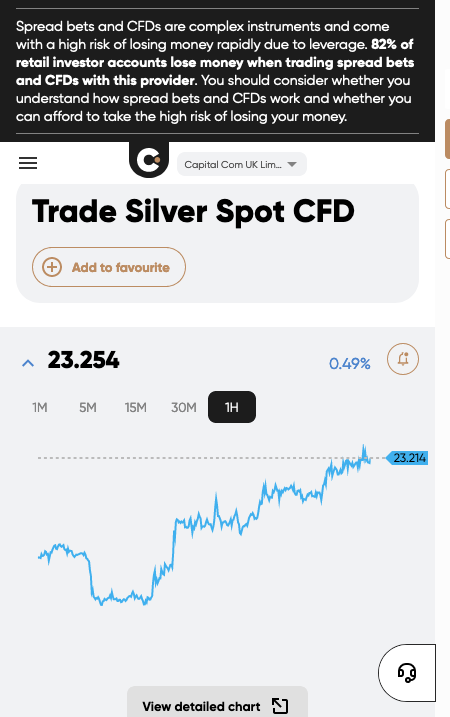 Spread bets and CFDs are complex instruments and come
with a high risk of losing money rapidly due to leverage. 82% of
retail investor accounts lose money when trading spread bets
and CFDs with this provider. You should consider whether you
understand how spread bets and CFDs work and whether you
can afford to take the high risk of losing your money.
Capital Com UK Lim...
Trade Silver Spot CFD
Add to favourite
23.254
0.49%
1M 5M 15M 30M 1H
23.214
View detailed chart